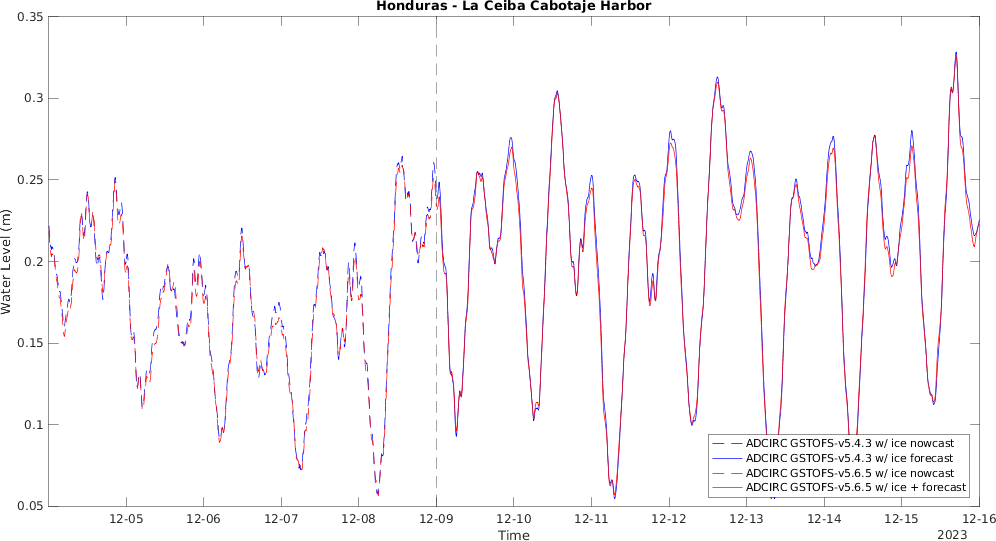 Honduras - La Ceiba Cabotaje Harbor
0.35
0.3
0.25
0.2
0.15
0.1
0.05
Water Level (m)
ADCIRC GSTOFS-v5.4.3 w/ ice nowcast
ADCIRC GSTOFS-v5.4.3 w/ ice forecast
ADCIRC GSTOFS-v5.6.5 w/ ice nowcast
ADCIRC GSTOFS-v5.6.5 w/ ice + forecast
12-05 12-06 12-07 12-08 12-09 12-10 12-11 12-12 12-13 12-14 12-15 12-16
Time
2023